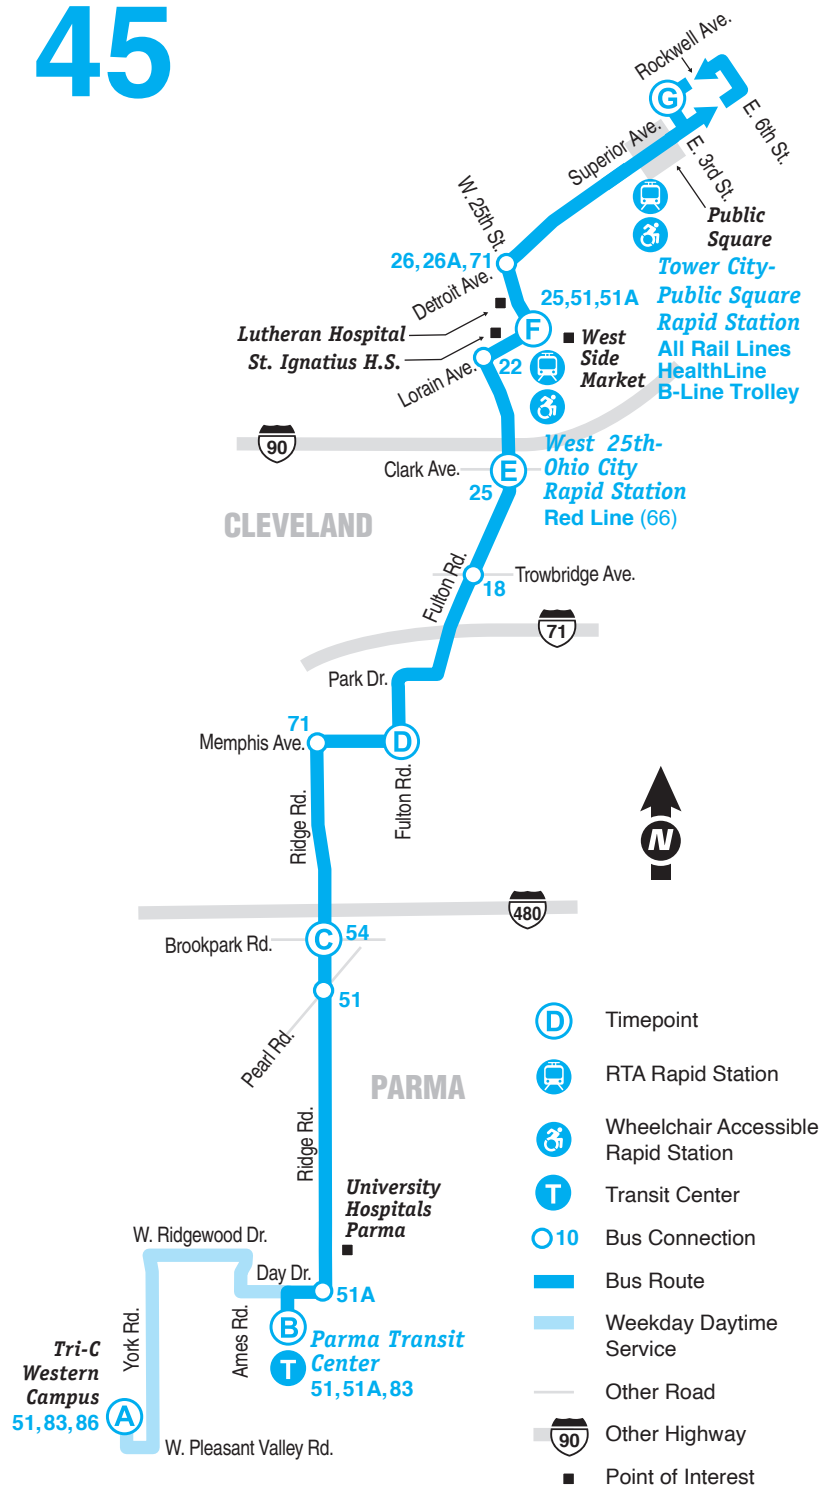 45
Rockwell Ave.
G
E. 6th St.
Superior Ave.
E. 3rd St.
W. 25th St.
Public
Square
26, 26A, 71
Detroit Ave.
Tower City-
Public Square
Rapid Station
All Rail Lines
HealthLine
B-Line Trolley
25,51,51A
F
Lutheran Hospital
St. Ignatius H.S.
West
Side
Market
Lorain Ave.
22
90
West 25th-
Ohio City
Rapid Station
Red Line (66)
Clark Ave.
E
25
CLEVELAND
Fulton Rd.
Trowbridge Ave.
18
71
Park Dr.
71
Memphis Ave.
D
Ridge Rd.
Fulton Rd.
N
480
Brookpark Rd.
C
54
51
Pearl Rd.
PARMA
Ridge Rd.
University
Hospitals
Parma
W. Ridgewood Dr.
Day Dr.
51A
York Rd.
Ames Rd.
B
T
Parma Transit
Center
51,51A,83
Tri-C
Western
Campus
51,83,86
A
W. Pleasant Valley Rd.
D
Timepoint
RTA Rapid Station
Wheelchair Accessible
Rapid Station
T
Transit Center
10
Bus Connection
Bus Route
Weekday Daytime
Service
Other Road
90
Other Highway
Point of Interest